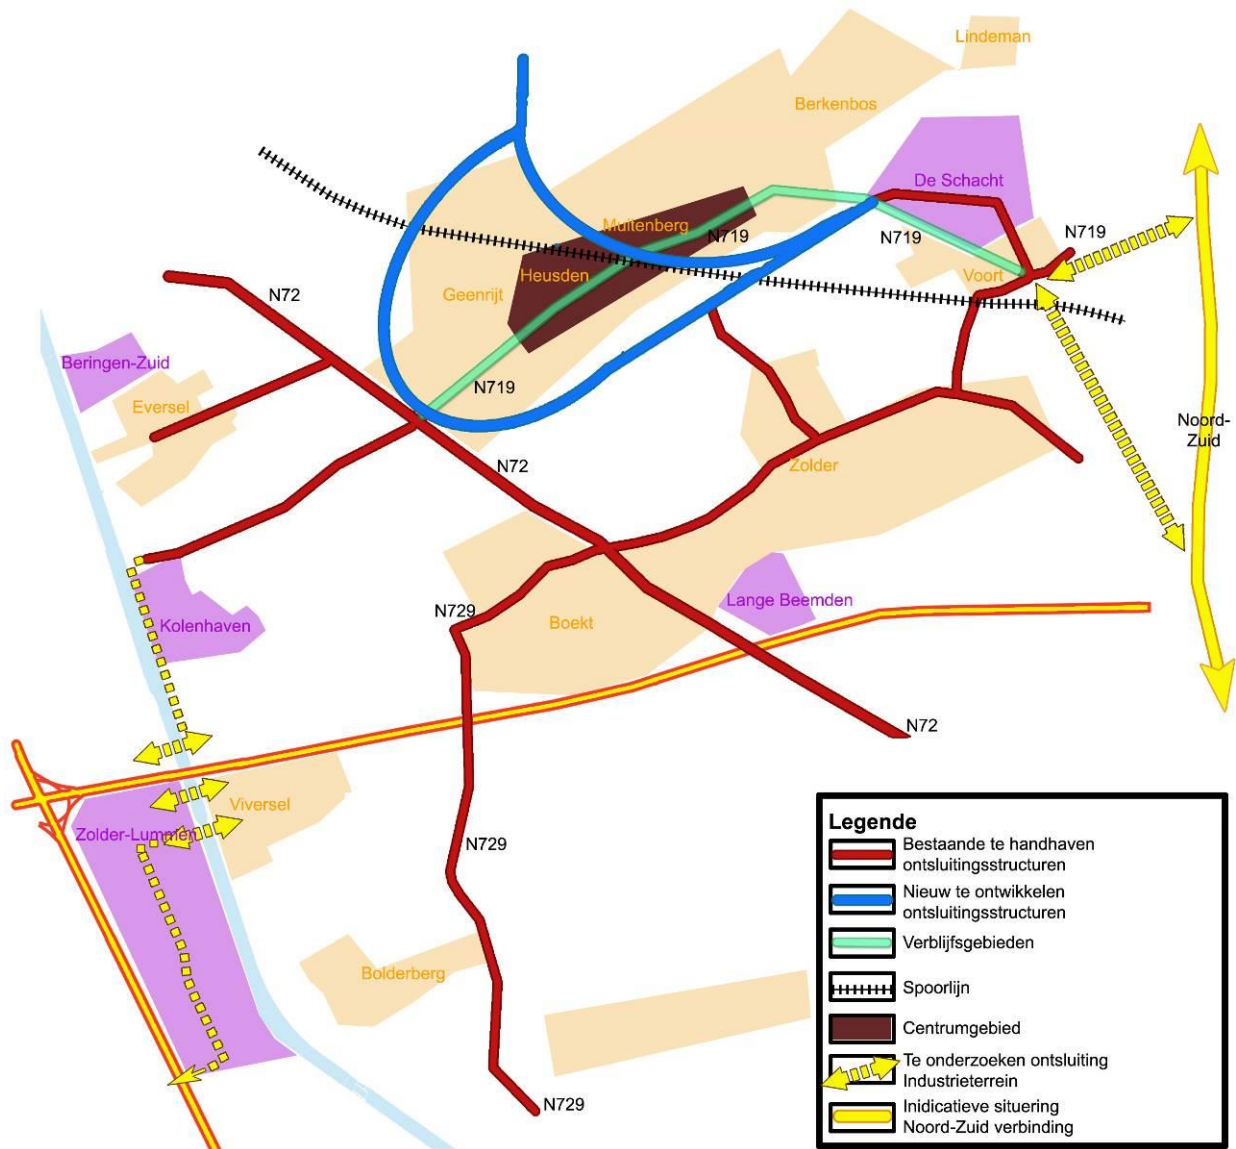 Lindeman
Berkenbos
De Schacht
Muitenberg
N719
N719
N719
Heusden
Voort
Geenrijt
N72
Beringen-Zuid
N719
Eversel
Noord-
Zuid
N72
Zolder
Lange Beemden
N729
Boekt
Kolenhaven
N72
Viversel
Zolder-Lummen
N729
Bolderberg
N729
Legende
Bestaande te handhaven
ontsluitingsstructuren
Nieuw te ontwikkelen
ontsluitingsstructuren
Verblijfsgebieden
Spoorlijn
Centrumgebied
Te onderzoeken ontsluiting
Industrieterrein
Inidicatieve situering
Noord-Zuid verbinding